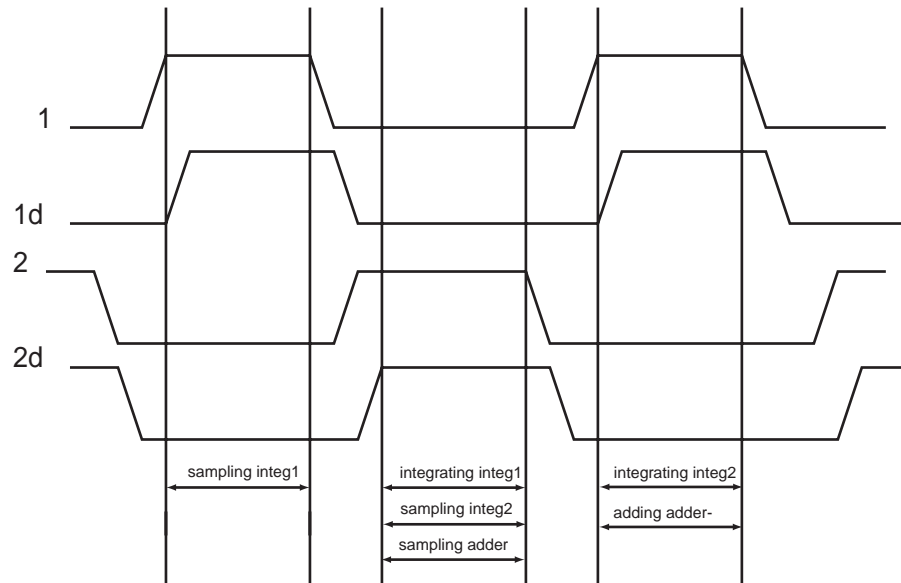 1
1d
2
2d
sampling integ1
integrating integ1
integrating integ2
sampling integ2
adding adder-
sampling adder